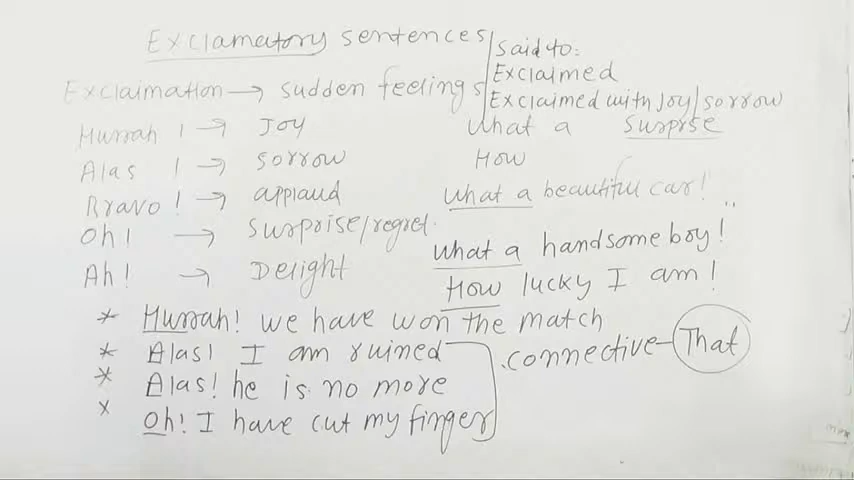 Exclamatory sentences
Said to:
Exclaimed
Exclaimed with Joy/sorrow
Exclaimation → sudden feelings
Hurrah ! → Joy
Alas ! → sorrow
Bravo ! → applaud
Oh! → Surprise/regret.
Ah! → Delight
What a Surprse
How
What a beautiful car!
What a handsome boy!
How lucky I am!
* Hurrah! we have won the match
* Alas! I am ruined
* Alas! he is no more
* Oh! I have cut my finger
connective - That